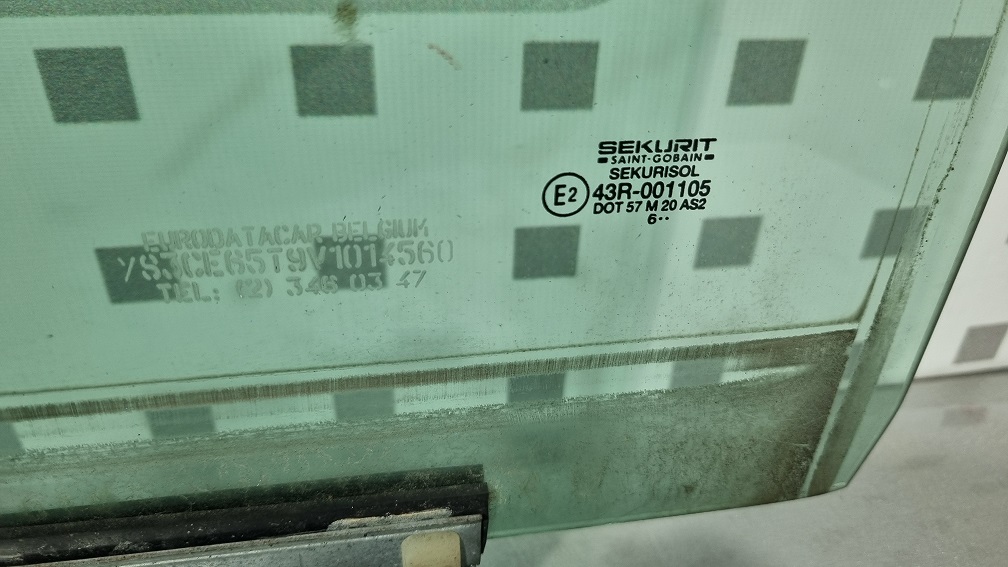 SEKURIT
SAINT-GOBAIN
SEKURISOL
E2 43R-001105
DOT 57 M 20 AS2
6··
EURODATACAR BELGIUM
YS3CE65T9V1014560
TEL: (2) 346 03 47